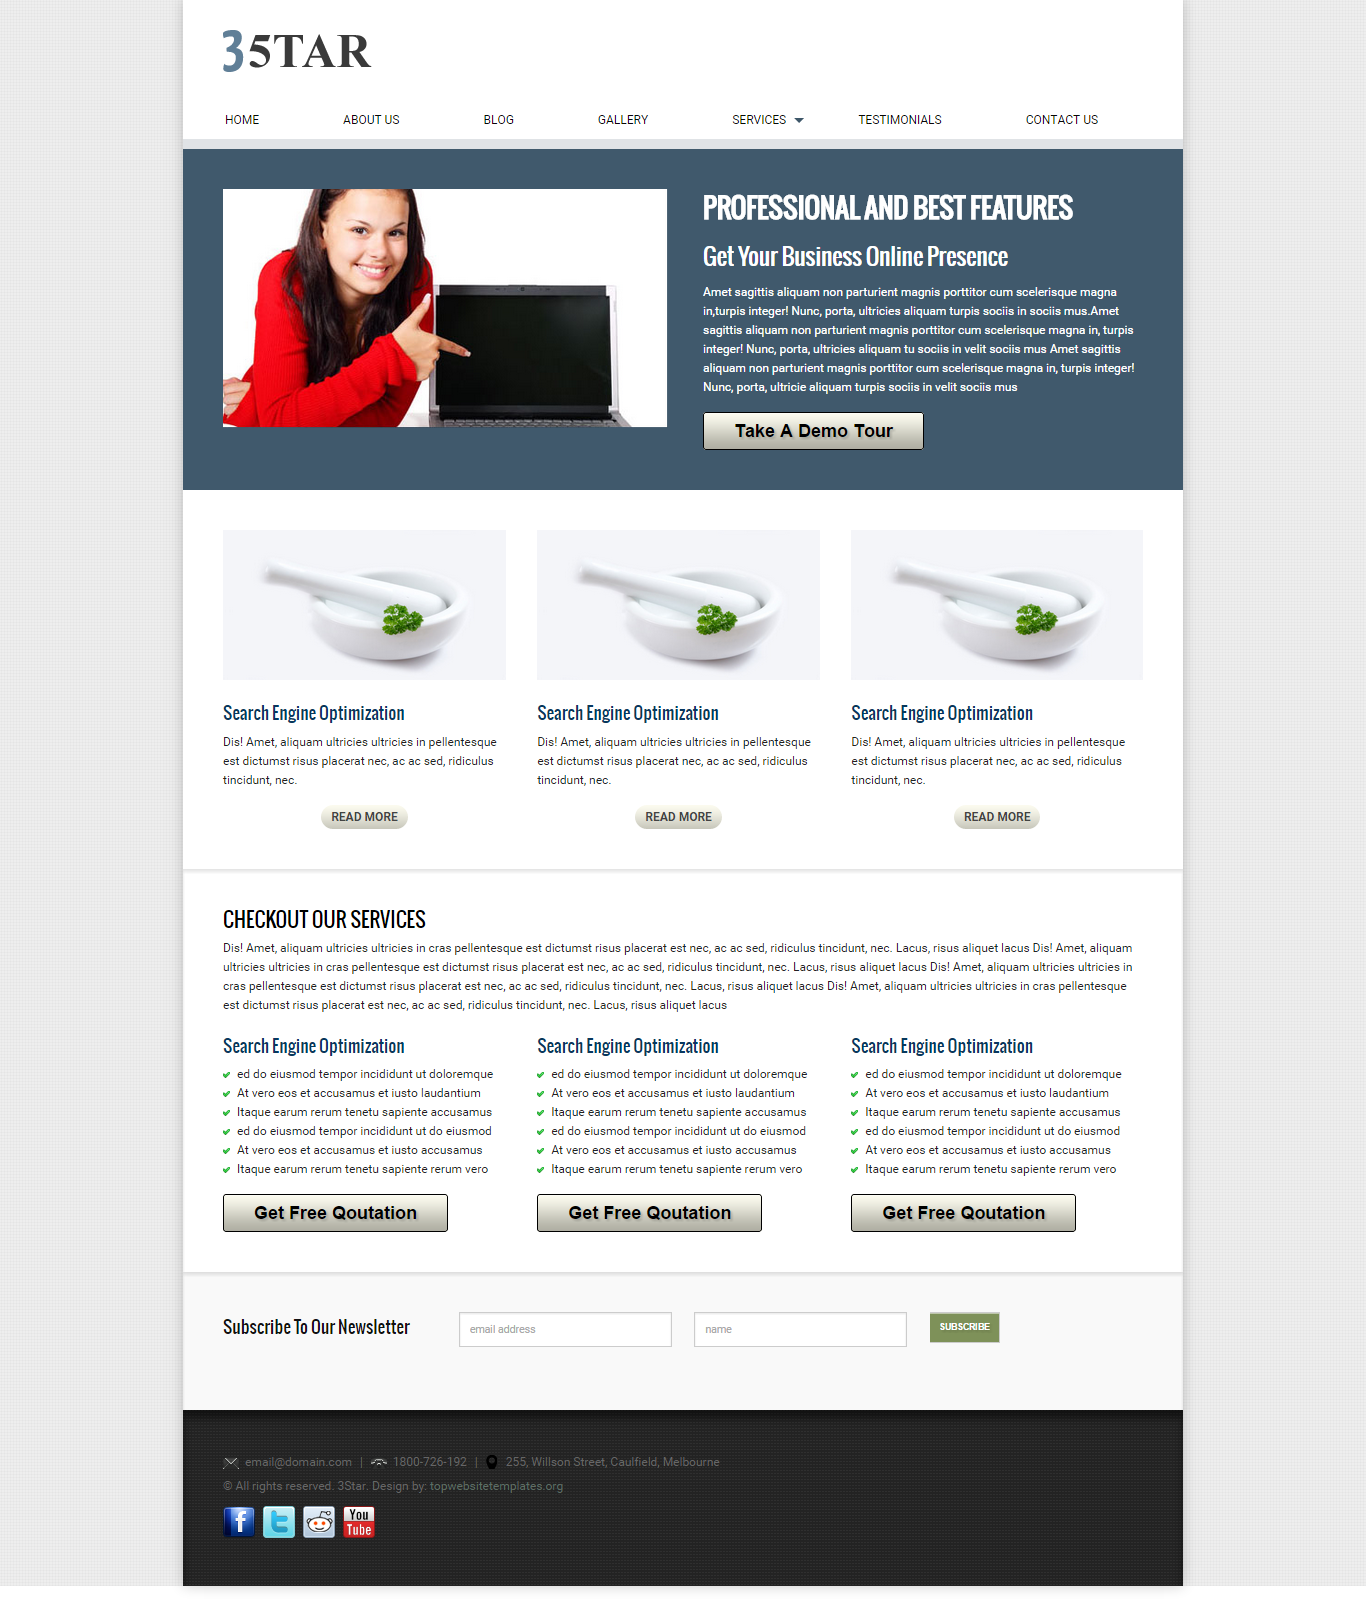 35TAR
HOME ABOUT US BLOG GALLERY SERVICES TESTIMONIALS CONTACT US
PROFESSIONAL AND BEST FEATURES
Get Your Business Online Presence
Amet sagittis aliquam non parturient magnis porttitor cum scelerisque magna
in,turpis integer! Nunc, porta, ultricies aliquam turpis sociis in sociis mus.Amet
sagittis aliquam non parturient magnis porttitor cum scelerisque magna in, turpis
integer! Nunc, porta, ultricies aliquam tu sociis in velit sociis mus Amet sagittis
aliquam non parturient magnis porttitor cum scelerisque magna in, turpis integer!
Nunc, porta, ultricie aliquam turpis sociis in velit sociis mus
Take A Demo Tour
Search Engine Optimization
Dis! Amet, aliquam ultricies ultricies in pellentesque
est dictumst risus placerat nec, ac ac sed, ridiculus
tincidunt, nec.
READ MORE
Search Engine Optimization
Dis! Amet, aliquam ultricies ultricies in pellentesque
est dictumst risus placerat nec, ac ac sed, ridiculus
tincidunt, nec.
READ MORE
Search Engine Optimization
Dis! Amet, aliquam ultricies ultricies in pellentesque
est dictumst risus placerat nec, ac ac sed, ridiculus
tincidunt, nec.
READ MORE
CHECKOUT OUR SERVICES
Dis! Amet, aliquam ultricies ultricies in cras pellentesque est dictumst risus placerat est nec, ac ac sed, ridiculus tincidunt, nec. Lacus, risus aliquet lacus Dis! Amet, aliquam
ultricies ultricies in cras pellentesque est dictumst risus placerat est nec, ac ac sed, ridiculus tincidunt, nec. Lacus, risus aliquet lacus Dis! Amet, aliquam ultricies ultricies in
cras pellentesque est dictumst risus placerat est nec, ac ac sed, ridiculus tincidunt, nec. Lacus, risus aliquet lacus Dis! Amet, aliquam ultricies ultricies in cras pellentesque
est dictumst risus placerat est nec, ac ac sed, ridiculus tincidunt, nec. Lacus, risus aliquet lacus
Search Engine Optimization
ed do eiusmod tempor incididunt ut doloremque
At vero eos et accusamus et iusto laudantium
Itaque earum rerum tenetu sapiente accusamus
ed do eiusmod tempor incididunt ut do eiusmod
At vero eos et accusamus et iusto accusamus
Itaque earum rerum tenetu sapiente rerum vero
Get Free Qoutation
Search Engine Optimization
ed do eiusmod tempor incididunt ut doloremque
At vero eos et accusamus et iusto laudantium
Itaque earum rerum tenetu sapiente accusamus
ed do eiusmod tempor incididunt ut do eiusmod
At vero eos et accusamus et iusto accusamus
Itaque earum rerum tenetu sapiente rerum vero
Get Free Qoutation
Search Engine Optimization
ed do eiusmod tempor incididunt ut doloremque
At vero eos et accusamus et iusto laudantium
Itaque earum rerum tenetu sapiente accusamus
ed do eiusmod tempor incididunt ut do eiusmod
At vero eos et accusamus et iusto accusamus
Itaque earum rerum tenetu sapiente rerum vero
Get Free Qoutation
Subscribe To Our Newsletter email address name SUBSCRIBE
email@domain.com | 1800-726-192 | 255, Willson Street, Caulfield, Melbourne
© All rights reserved. 3Star. Design by: topwebsitetemplates.org
f t You
Tube